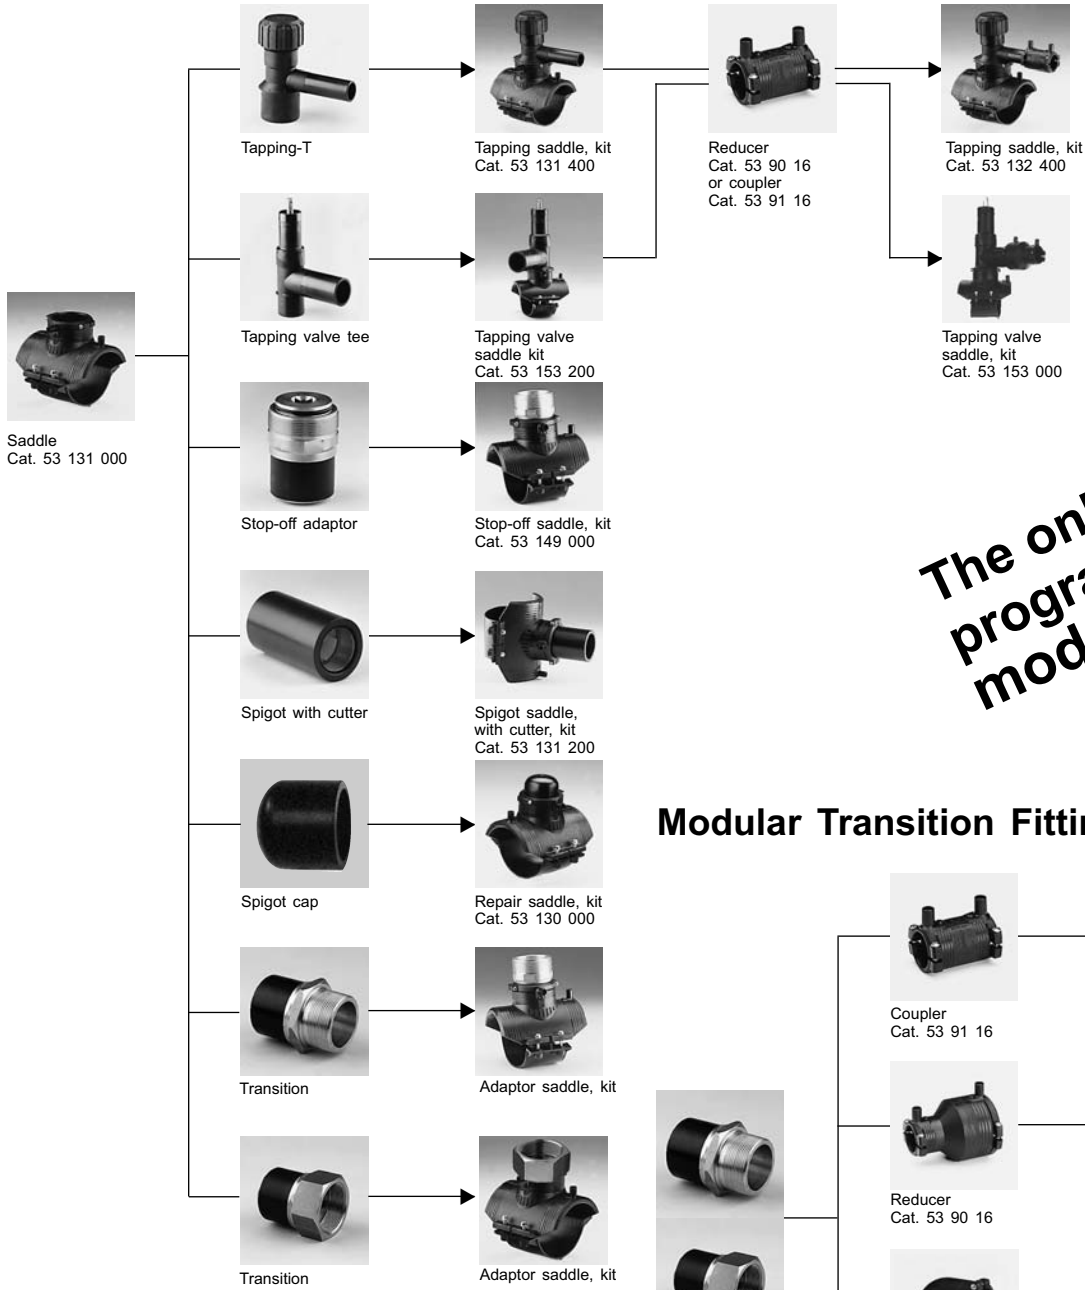 Tapping-T
Tapping saddle, kit
Cat. 53 131 400
Reducer
Cat. 53 90 16
or coupler
Cat. 53 91 16
Tapping saddle, kit
Cat. 53 132 400
Tapping valve tee
Tapping valve
saddle kit
Cat. 53 153 200
Tapping valve
saddle, kit
Cat. 53 153 000
Saddle
Cat. 53 131 000
Stop-off adaptor
Stop-off saddle, kit
Cat. 53 149 000
The onl
progra
mod
Spigot with cutter
Spigot saddle,
with cutter, kit
Cat. 53 131 200
Spigot cap
Repair saddle, kit
Cat. 53 130 000
Modular Transition Fittin
Coupler
Cat. 53 91 16
Transition
Adaptor saddle, kit
Reducer
Cat. 53 90 16
Transition
Adaptor saddle, kit